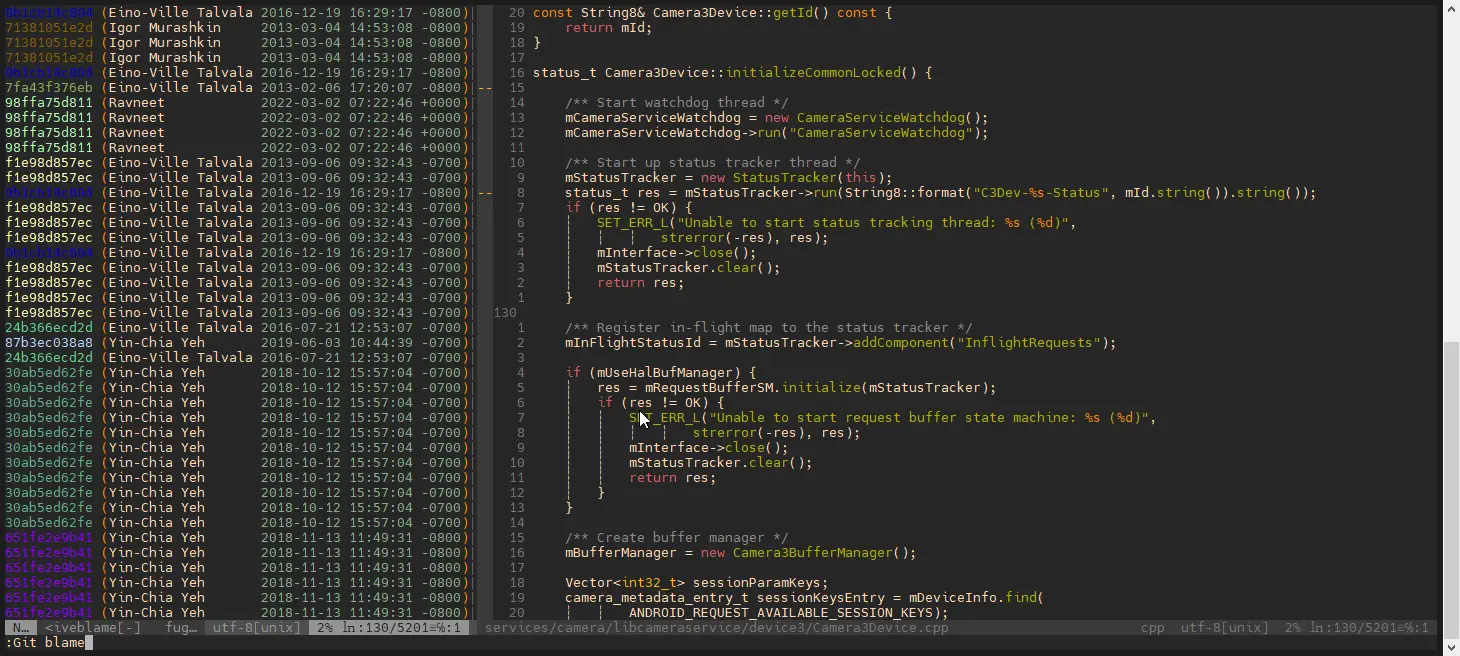 0b1cb14c804 (Eino-Ville Talvala 2016-12-19 16:29:17 -0800)| 20 const String8& Camera3Device::getId() const {
71381051e2d (Igor Murashkin     2013-03-04 14:53:08 -0800)| 19     return mId;
71381051e2d (Igor Murashkin     2013-03-04 14:53:08 -0800)| 18 }
71381051e2d (Igor Murashkin     2013-03-04 14:53:08 -0800)| 17
(Eino-Ville Talvala 2016-12-19 16:29:17 -0800)| 16 status_t Camera3Device::initializeCommonLocked() {
7fa43f376eb (Eino-Ville Talvala 2013-02-06 17:20:07 -0800)|-- 15
98ffa75d811 (Ravneet            2022-03-02 07:22:46 +0000)| 14     /** Start watchdog thread */
98ffa75d811 (Ravneet            2022-03-02 07:22:46 +0000)| 13     mCameraServiceWatchdog = new CameraServiceWatchdog();
98ffa75d811 (Ravneet            2022-03-02 07:22:46 +0000)| 12     mCameraServiceWatchdog->run("CameraServiceWatchdog");
98ffa75d811 (Ravneet            2022-03-02 07:22:46 +0000)| 11
f1e98d857ec (Eino-Ville Talvala 2013-09-06 09:32:43 -0700)| 10     /** Start up status tracker thread */
f1e98d857ec (Eino-Ville Talvala 2013-09-06 09:32:43 -0700)| 9     mStatusTracker = new StatusTracker(this);
(Eino-Ville Talvala 2016-12-19 16:29:17 -0800)|-- 8     status_t res = mStatusTracker->run(String8::format("C3Dev-%s-Status", mId.string()).string());
f1e98d857ec (Eino-Ville Talvala 2013-09-06 09:32:43 -0700)| 7     if (res != OK) {
f1e98d857ec (Eino-Ville Talvala 2013-09-06 09:32:43 -0700)| 6         SET_ERR_L("Unable to start status tracking thread: %s (%d)",
f1e98d857ec (Eino-Ville Talvala 2013-09-06 09:32:43 -0700)| 5                 strerror(-res), res);
(Eino-Ville Talvala 2016-12-19 16:29:17 -0800)| 4         mInterface->close();
f1e98d857ec (Eino-Ville Talvala 2013-09-06 09:32:43 -0700)| 3         mStatusTracker.clear();
f1e98d857ec (Eino-Ville Talvala 2013-09-06 09:32:43 -0700)| 2         return res;
f1e98d857ec (Eino-Ville Talvala 2013-09-06 09:32:43 -0700)| 1     }
f1e98d857ec (Eino-Ville Talvala 2013-09-06 09:32:43 -0700)| 130
24b366ecd2d (Eino-Ville Talvala 2016-07-21 12:53:07 -0700)| 1     /** Register in-flight map to the status tracker */
87b3ec038a8 (Yin-Chia Yeh       2019-06-03 10:44:39 -0700)| 2     mInFlightStatusId = mStatusTracker->addComponent("InflightRequests");
24b366ecd2d (Eino-Ville Talvala 2016-07-21 12:53:07 -0700)| 3
30ab5ed62fe (Yin-Chia Yeh       2018-10-12 15:57:04 -0700)| 4     if (mUseHalBufManager) {
30ab5ed62fe (Yin-Chia Yeh       2018-10-12 15:57:04 -0700)| 5         res = mRequestBufferSM.initialize(mStatusTracker);
30ab5ed62fe (Yin-Chia Yeh       2018-10-12 15:57:04 -0700)| 6         if (res != OK) {
30ab5ed62fe (Yin-Chia Yeh       2018-10-12 15:57:04 -0700)| 7             SET_ERR_L("Unable to start request buffer state machine: %s (%d)",
30ab5ed62fe (Yin-Chia Yeh       2018-10-12 15:57:04 -0700)| 8                     strerror(-res), res);
30ab5ed62fe (Yin-Chia Yeh       2018-10-12 15:57:04 -0700)| 9             mInterface->close();
30ab5ed62fe (Yin-Chia Yeh       2018-10-12 15:57:04 -0700)| 10             mStatusTracker.clear();
30ab5ed62fe (Yin-Chia Yeh       2018-10-12 15:57:04 -0700)| 11             return res;
30ab5ed62fe (Yin-Chia Yeh       2018-10-12 15:57:04 -0700)| 12         }
30ab5ed62fe (Yin-Chia Yeh       2018-10-12 15:57:04 -0700)| 13     }
30ab5ed62fe (Yin-Chia Yeh       2018-10-12 15:57:04 -0700)| 14
651fe2e9b41 (Yin-Chia Yeh       2018-11-13 11:49:31 -0800)| 15     /** Create buffer manager */
651fe2e9b41 (Yin-Chia Yeh       2018-11-13 11:49:31 -0800)| 16     mBufferManager = new Camera3BufferManager();
651fe2e9b41 (Yin-Chia Yeh       2018-11-13 11:49:31 -0800)| 17
651fe2e9b41 (Yin-Chia Yeh       2018-11-13 11:49:31 -0800)| 18     Vector<int32_t> sessionParamKeys;
651fe2e9b41 (Yin-Chia Yeh       2018-11-13 11:49:31 -0800)| 19     camera_metadata_entry_t sessionKeysEntry = mDeviceInfo.find(
651fe2e9b41 (Yin-Chia Yeh       2018-11-13 11:49:31 -0800)| 20             ANDROID_REQUEST_AVAILABLE_SESSION_KEYS);
N… <iveblame[-] fug… utf-8[unix] 2% ln:130/5201≡℅:1 services/camera/libcameraservice/device3/Camera3Device.cpp cpp utf-8[unix] 2% ln:130/5201≡℅:1
:Git blame